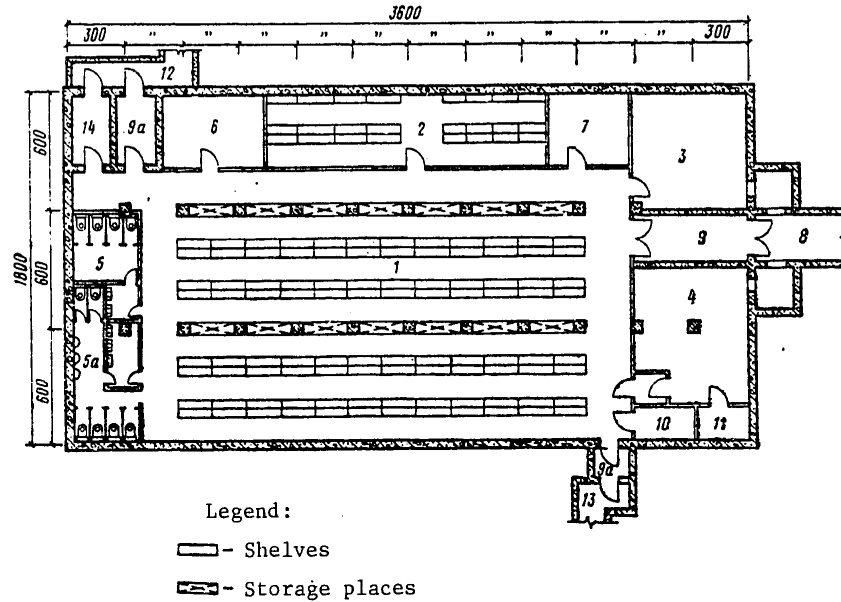 3600
300 " " " " " " " " " " 300
12
14 9a 6 2 7 3
600
5 1 9 8
1800 600
4
5a
600
10 11
9a
13
Legend:
- Shelves
- Storage places